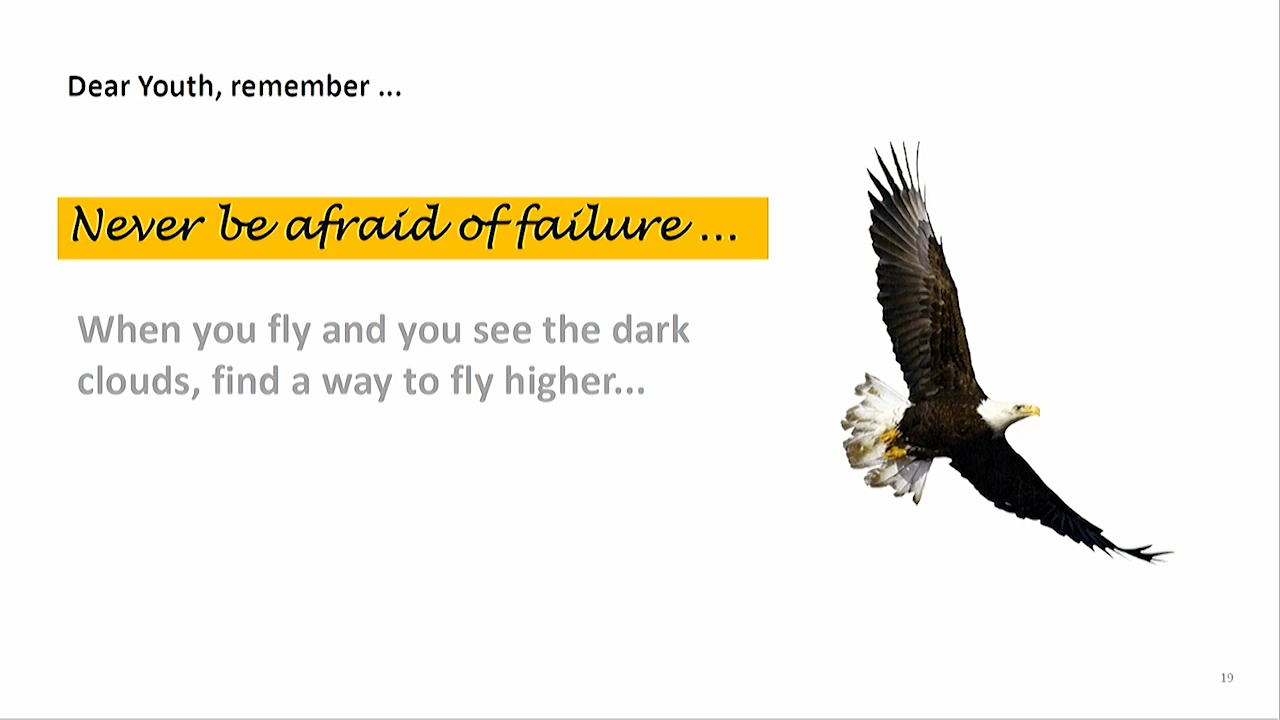 Dear Youth, remember ...
Never be afraid of failure ...
When you fly and you see the dark
clouds, find a way to fly higher...
19